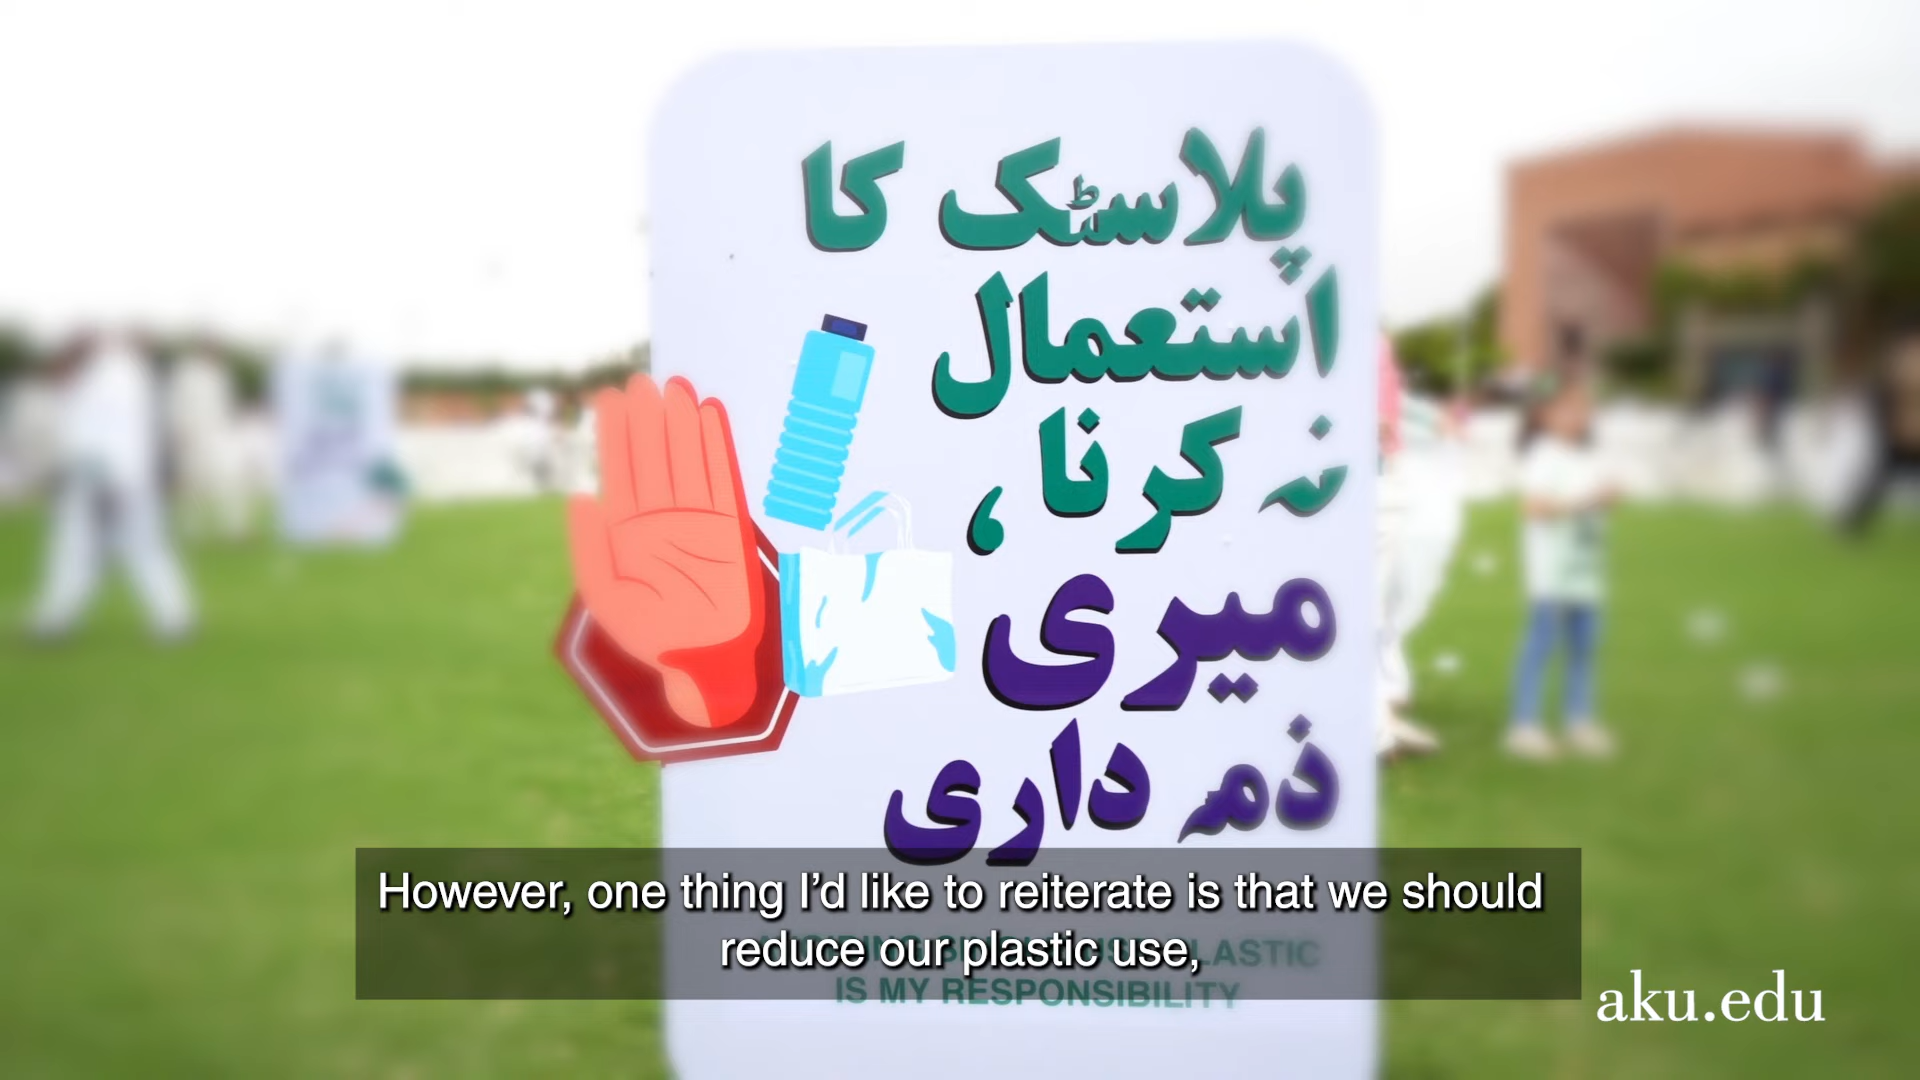 پلاسٹک کا
استعمال
نہ کرنا،
میری
ذمہ داری
However, one thing I’d like to reiterate is that we should
reduce our plastic use,
PLASTIC
IS MY RESPONSIBILITY
aku.edu